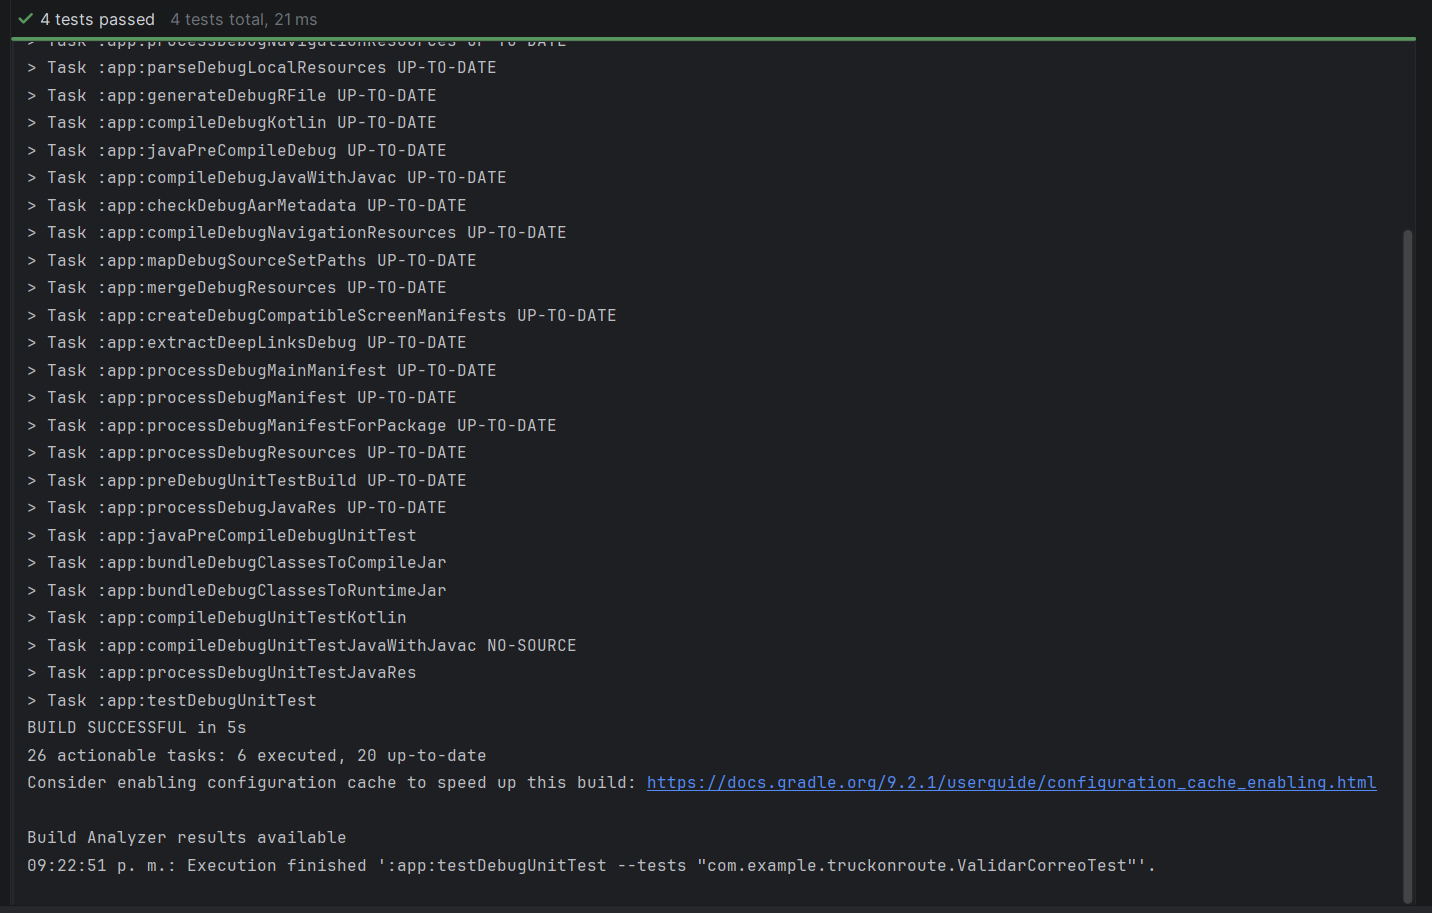 4 tests passed 4 tests total, 21 ms
> Task :app:processDebugNavigationResources UP-TO-DATE
> Task :app:parseDebugLocalResources UP-TO-DATE
> Task :app:generateDebugRFile UP-TO-DATE
> Task :app:compileDebugKotlin UP-TO-DATE
> Task :app:javaPreCompileDebug UP-TO-DATE
> Task :app:compileDebugJavaWithJavac UP-TO-DATE
> Task :app:checkDebugAarMetadata UP-TO-DATE
> Task :app:compileDebugNavigationResources UP-TO-DATE
> Task :app:mapDebugSourceSetPaths UP-TO-DATE
> Task :app:mergeDebugResources UP-TO-DATE
> Task :app:createDebugCompatibleScreenManifests UP-TO-DATE
> Task :app:extractDeepLinksDebug UP-TO-DATE
> Task :app:processDebugMainManifest UP-TO-DATE
> Task :app:processDebugManifest UP-TO-DATE
> Task :app:processDebugManifestForPackage UP-TO-DATE
> Task :app:processDebugResources UP-TO-DATE
> Task :app:preDebugUnitTestBuild UP-TO-DATE
> Task :app:processDebugJavaRes UP-TO-DATE
> Task :app:javaPreCompileDebugUnitTest
> Task :app:bundleDebugClassesToCompileJar
> Task :app:bundleDebugClassesToRuntimeJar
> Task :app:compileDebugUnitTestKotlin
> Task :app:compileDebugUnitTestJavaWithJavac NO-SOURCE
> Task :app:processDebugUnitTestJavaRes
> Task :app:testDebugUnitTest
BUILD SUCCESSFUL in 5s
26 actionable tasks: 6 executed, 20 up-to-date
Consider enabling configuration cache to speed up this build: https://docs.gradle.org/9.2.1/userguide/configuration_cache_enabling.html
Build Analyzer results available
09:22:51 p. m.: Execution finished ':app:testDebugUnitTest --tests "com.example.truckonroute.ValidarCorreoTest"'.